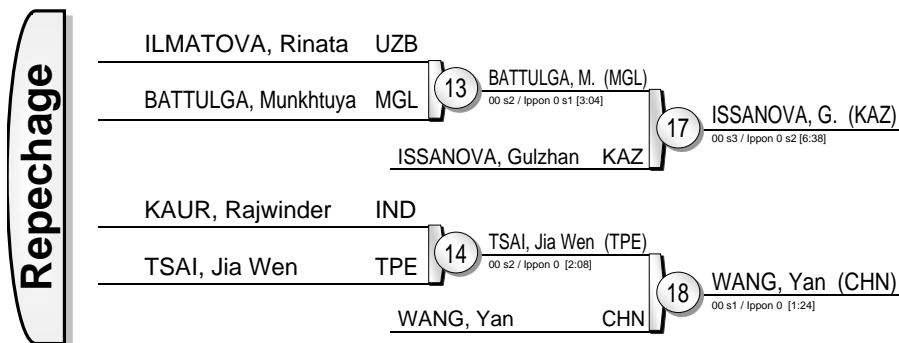 Repechage
ILMATOVA, Rinata UZB
BATTULGA, Munkhtuya MGL
13
BATTULGA, M. (MGL)
00 s2 / Ippon 0 s1 [3:04]
ISSANOVA, Gulzhan KAZ
17
ISSANOVA, G. (KAZ)
00 s3 / Ippon 0 s2 [6:38]
KAUR, Rajwinder IND
TSAI, Jia Wen TPE
14
TSAI, Jia Wen (TPE)
00 s2 / Ippon 0 [2:08]
WANG, Yan CHN
18
WANG, Yan (CHN)
00 s1 / Ippon 0 [1:24]